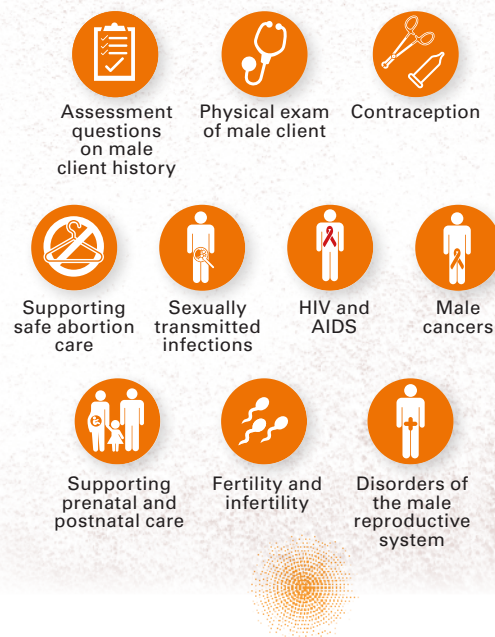 Assessment
questions
on male
client history
Physical exam
of male client
Contraception
Supporting
safe abortion
care
Sexually
transmitted
infections
HIV and
AIDS
Male
cancers
Supporting
prenatal and
postnatal care
Fertility and
infertility
Disorders of
the male
reproductive
system